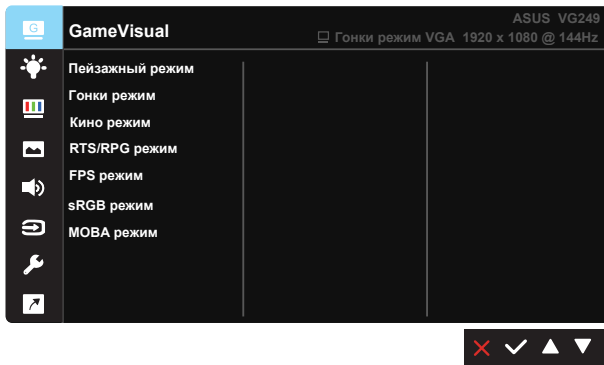 G
GameVisual
ASUS VG249
Гонки режим VGA 1920 x 1080 @ 144Hz
Пейзажный режим
Гонки режим
Кино режим
RTS/RPG режим
FPS режим
sRGB режим
MOBA режим